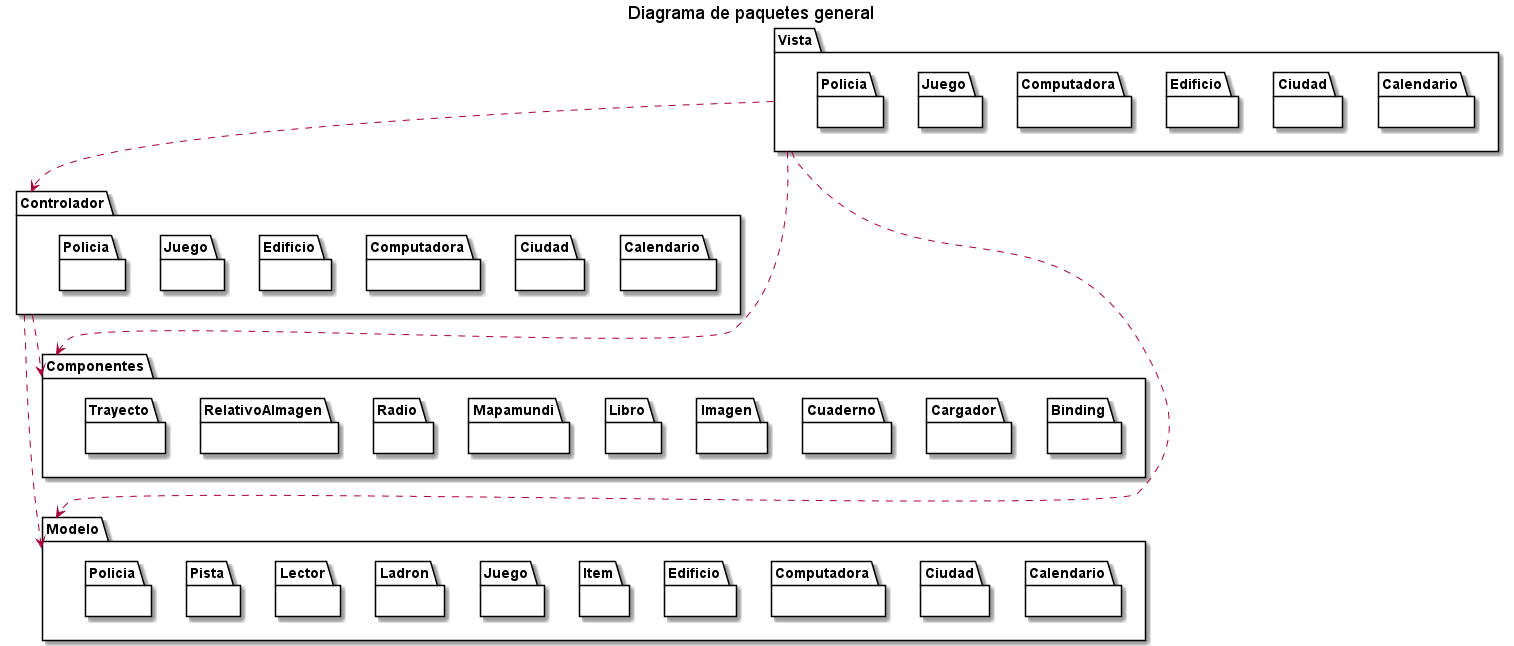 Diagrama de paquetes general
Vista
Policia Juego Computadora Edificio Ciudad Calendario
Controlador
Policia Juego Edificio Computadora Ciudad Calendario
Componentes
Trayecto RelativoAImagen Radio Mapamundi Libro Imagen Cuaderno Cargador Binding
Modelo
Policia Pista Lector Ladron Juego Item Edificio Computadora Ciudad Calendario